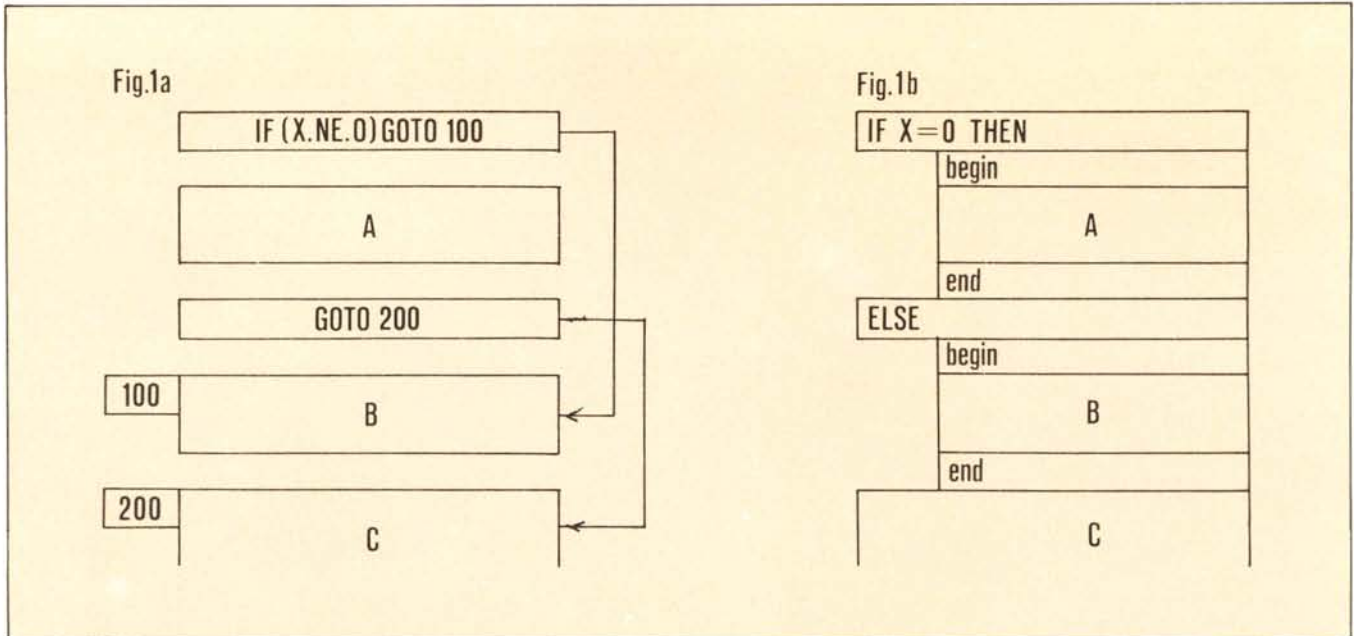 Fig.1a
IF (X.NE.0) GOTO 100
A
GOTO 200
100
B
200
C
Fig.1b
IF X=0 THEN
begin
A
end
ELSE
begin
B
end
C